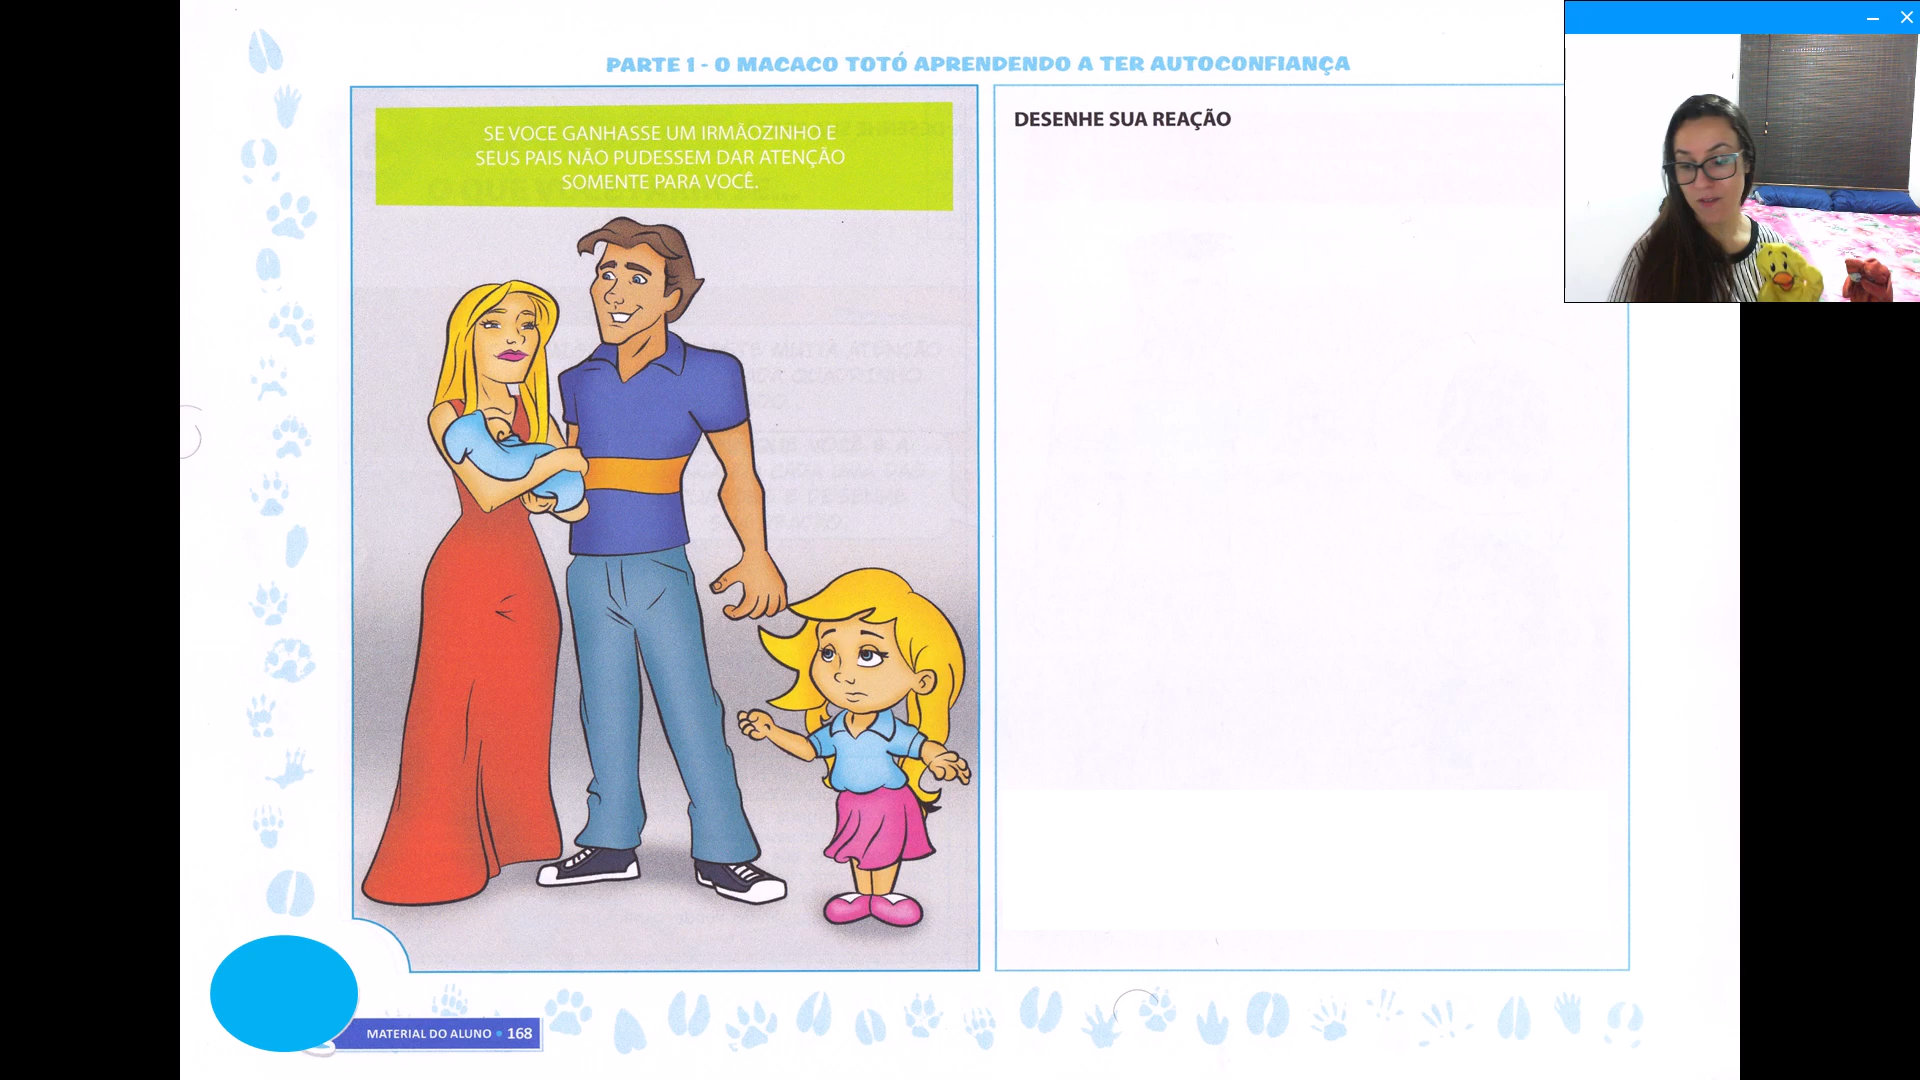 PARTE 1 - O MACACO TOTÓ APRENDENDO A TER AUTOCONFIANÇA
SE VOCE GANHASSE UM IRMÃOZINHO E
SEUS PAIS NÃO PUDESSEM DAR ATENÇÃO
SOMENTE PARA VOCÊ.
DESENHE SUA REAÇÃO
MATERIAL DO ALUNO • 168